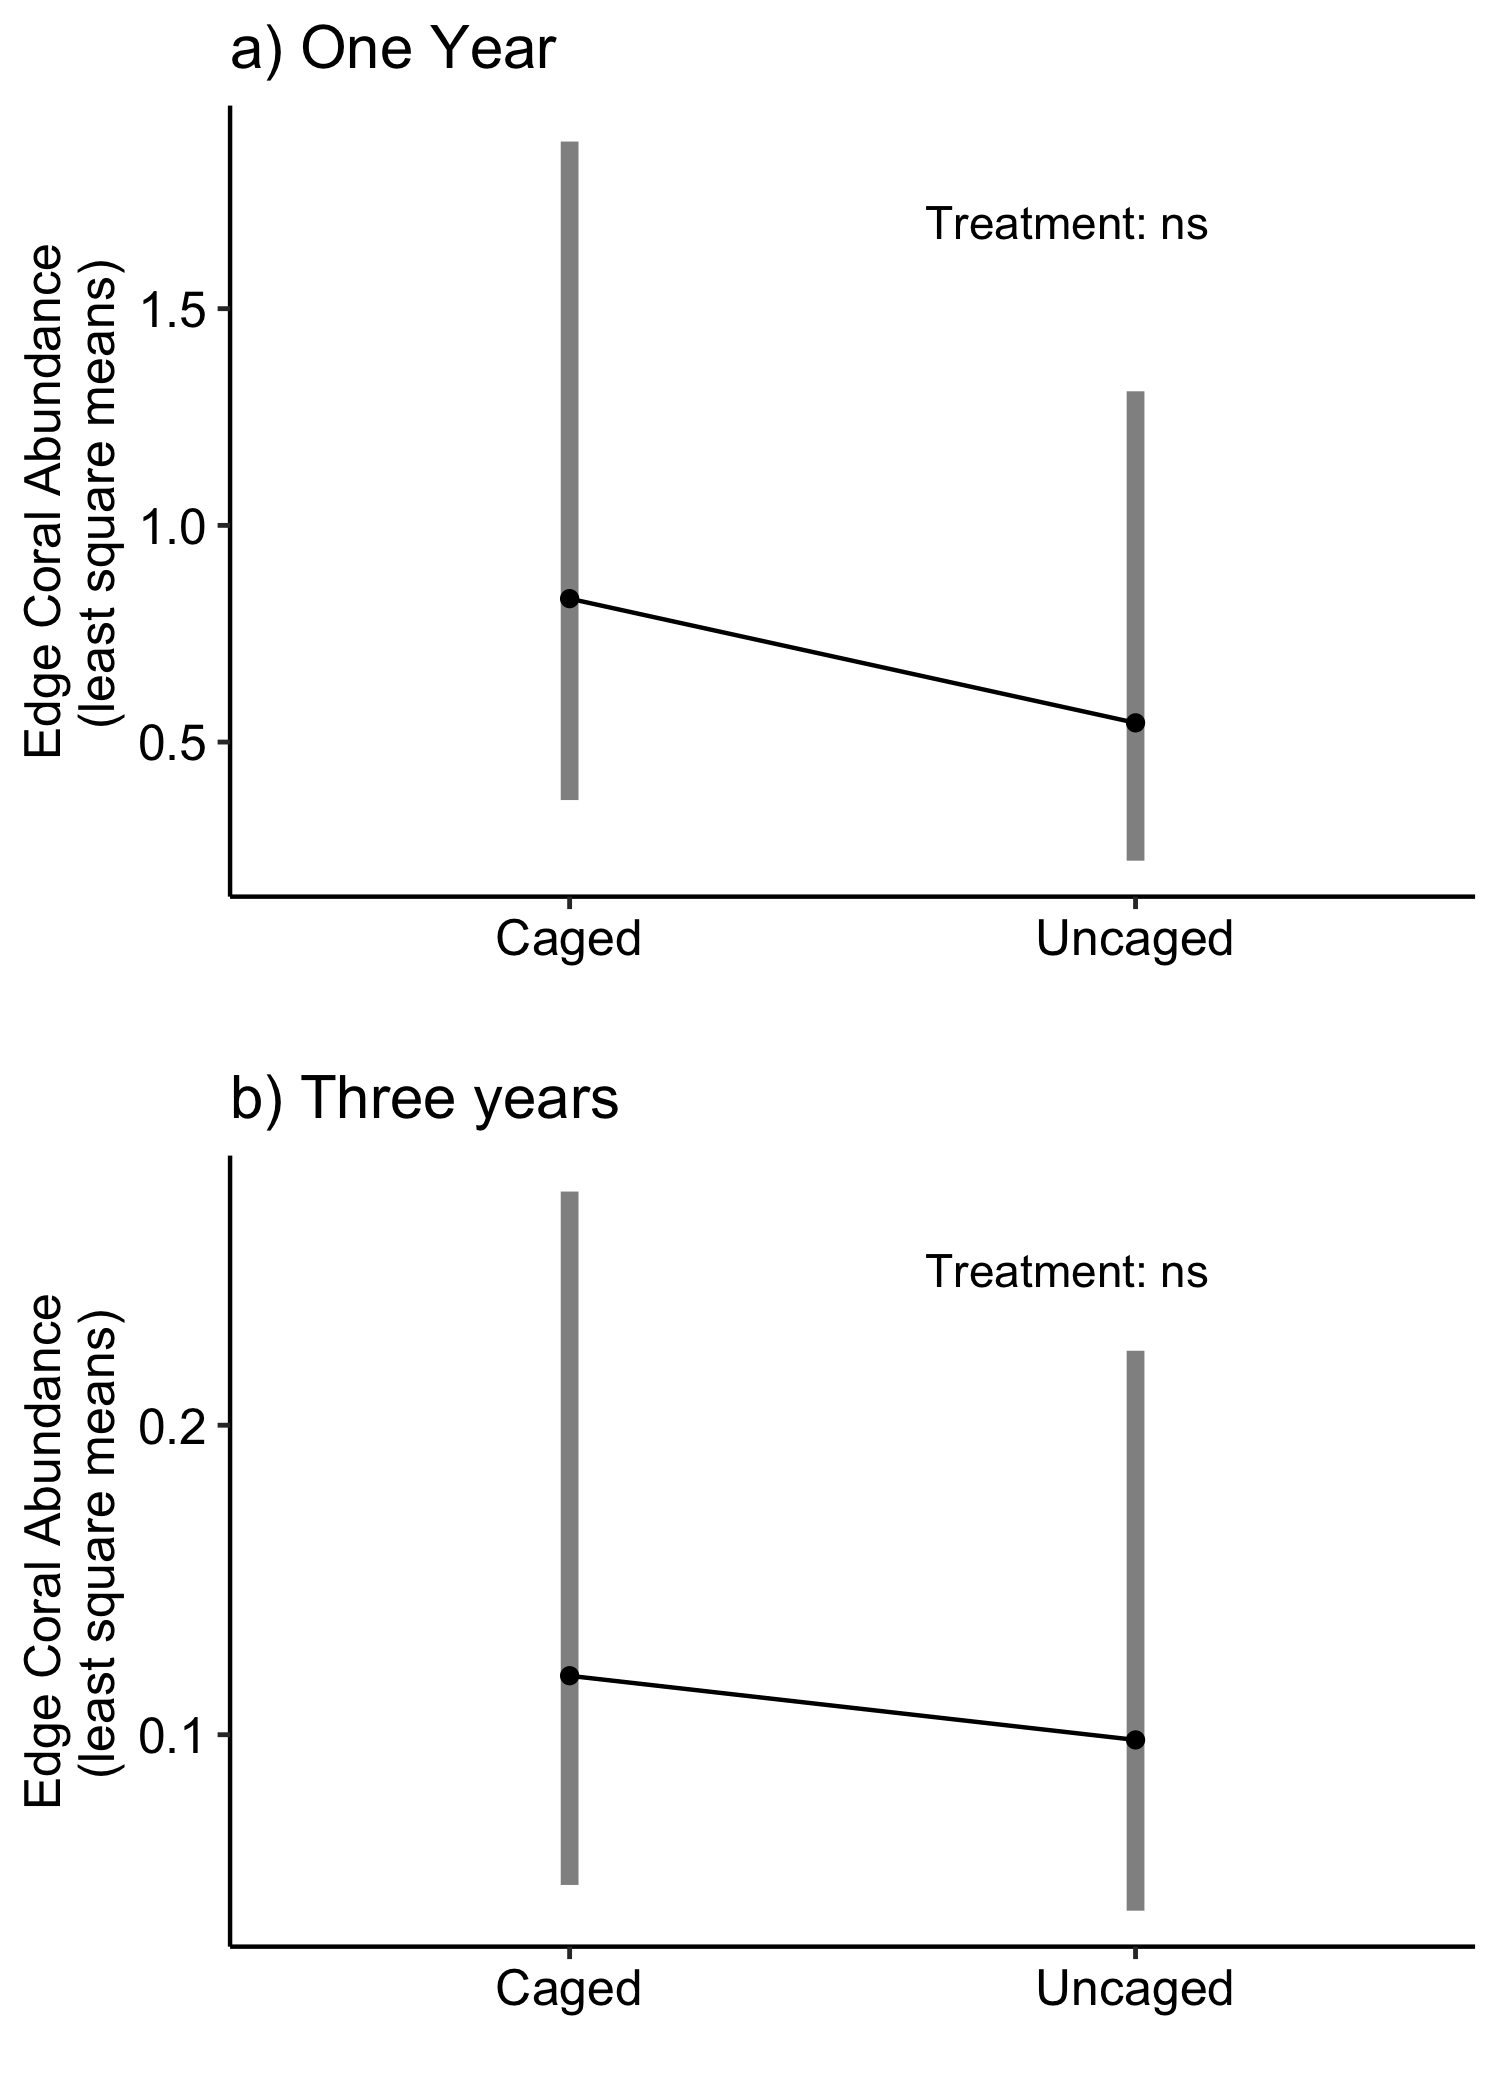 a) One Year
Edge Coral Abundance
(least square means)
1.5
1.0
0.5
Treatment: ns
Caged
Uncaged
b) Three years
Edge Coral Abundance
(least square means)
0.2
0.1
Treatment: ns
Caged
Uncaged